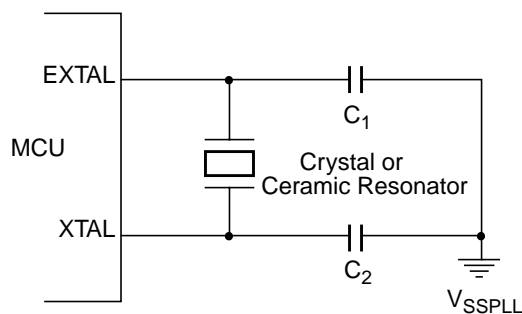 EXTAL
C1
MCU
Crystal or
Ceramic Resonator
XTAL
C2
VSSPLL